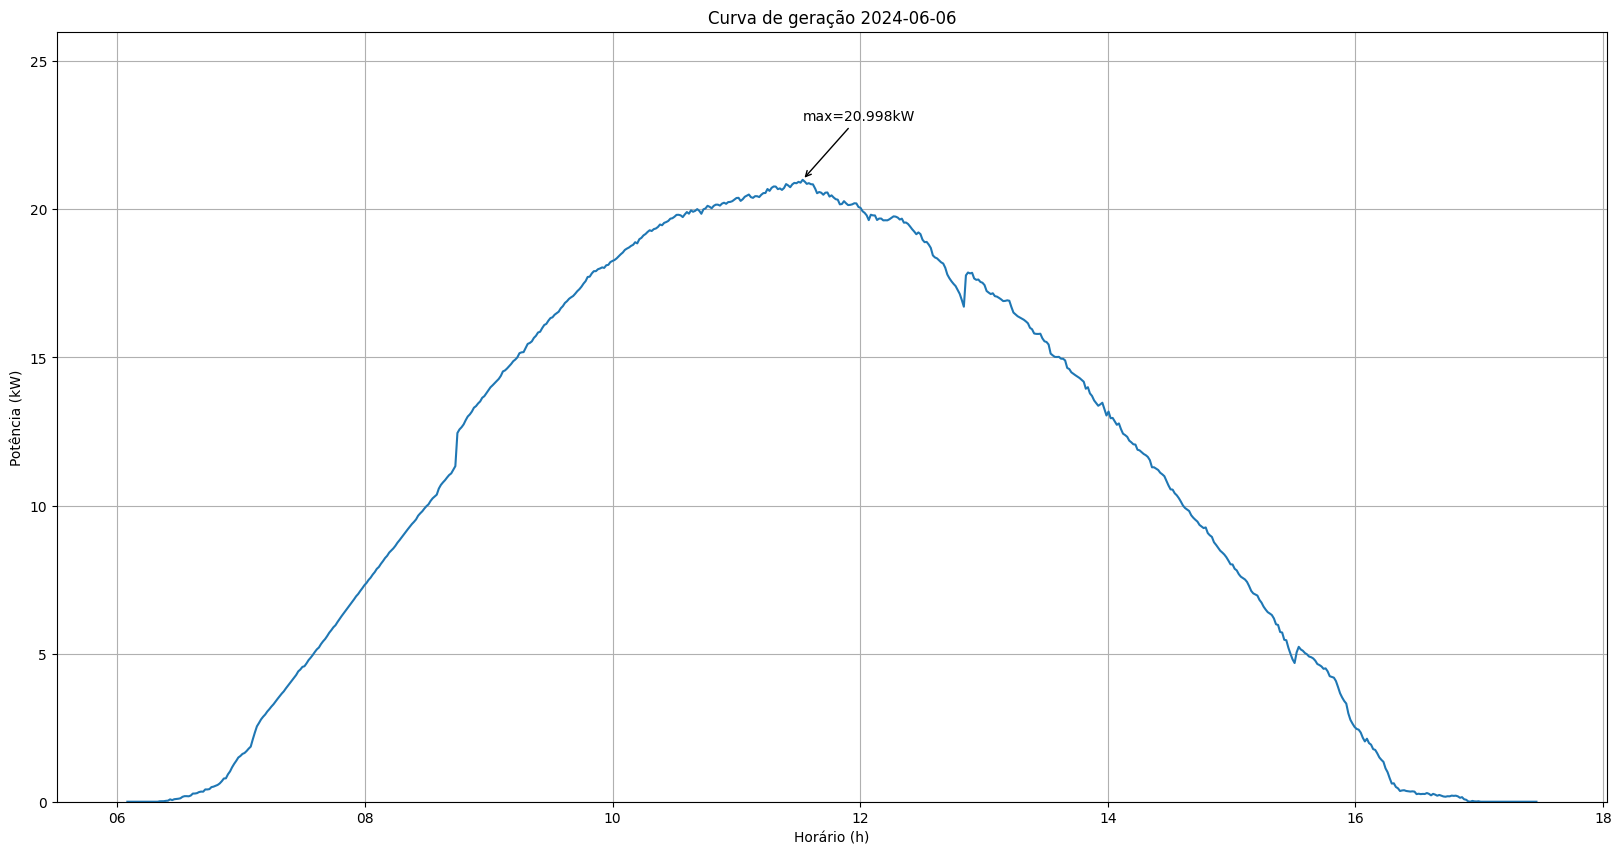 Curva de geração 2024-06-06
25
max=20.998kW
20
15
Potência (kW)
10
5
0
06 08 10 12 14 16 18
Horário (h)